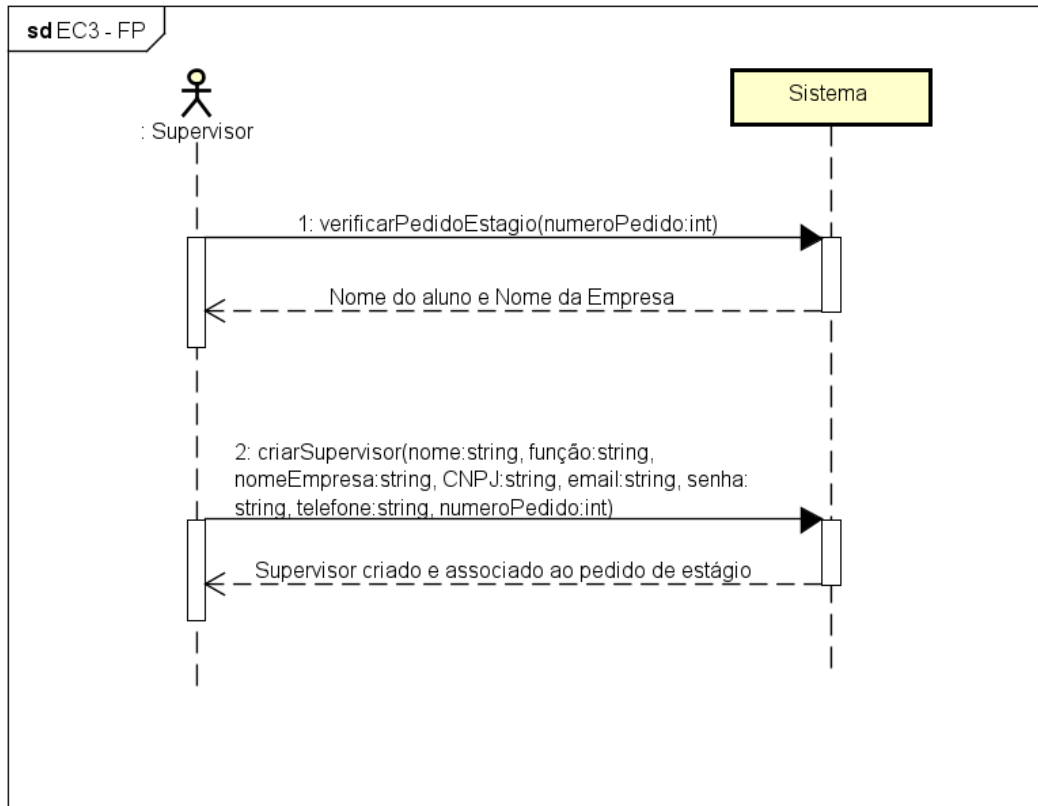 sd EC3 - FP
: Supervisor
Sistema
1: verificarPedidoEstagio(numeroPedido:int)
Nome do aluno e Nome da Empresa
2: criarSupervisor(nome:string, função:string,
nomeEmpresa:string, CNPJ:string, email:string, senha:
string, telefone:string, numeroPedido:int)
Supervisor criado e associado ao pedido de estágio